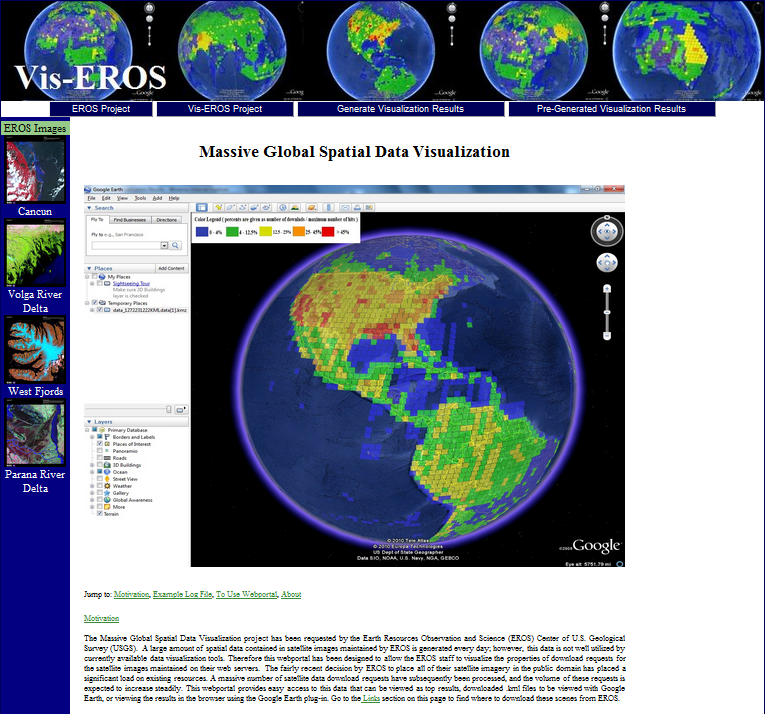 Vis-EROS
EROS Project
Vis-EROS Project
Generate Visualization Results
Pre-Generated Visualization Results
EROS Images
Cancun
Volga River
Delta
West Fjords
Parana River
Delta
Massive Global Spatial Data Visualization
Google Earth
File Edit View Tools Add Help
Search
Fly To Find Businesses Directions
Fly to e.g., San Francisco
Places Add Content
My Places
Sightseeing Tour
Make sure 3D Buildings
layer is checked
Temporary Places
Layers
Primary Database
Borders and Labels
Places of Interest
Panoramio
Roads
3D Buildings
Ocean
Street View
Weather
Gallery
Global Awareness
More
Terrain
Color Legend ( percents are given as number of downloads / maximum number of hits )
0 - 4% 4 - 12.5% 12.5 - 25% 25- 45% > 45%
© 2010 Tele Atlas
© 2010 Europa Technologies
US Dept of State Geographer
Data SIO, NOAA, U.S. Navy, NGA, GEBCO
Google
Eye alt 5751.79 mi
Jump to: Motivation, Example Log File, To Use Webportal, About
Motivation
The Massive Global Spatial Data Visualization project has been requested by the Earth Resources Observation and Science (EROS) Center of U.S. Geological
Survey (USGS). A large amount of spatial data contained in satellite images maintained by EROS is generated every day; however, this data is not well utilized by
currently available data visualization tools. Therefore this webportal has been designed to allow the EROS staff to visualize the properties of download requests for
the satellite images maintained on their web servers. The fairly recent decision by EROS to place all of their satellite imagery in the public domain has placed a
significant load on existing resources. A massive number of satellite data download requests have subsequently been processed, and the volume of these requests is
expected to increase steadily. This webportal provides easy access to this data that can be viewed as top results, downloaded .kml files to be viewed with Google
Earth, or viewing the results in the browser using the Google Earth plug-in. Go to the Links section on this page to find where to download these scenes from EROS.